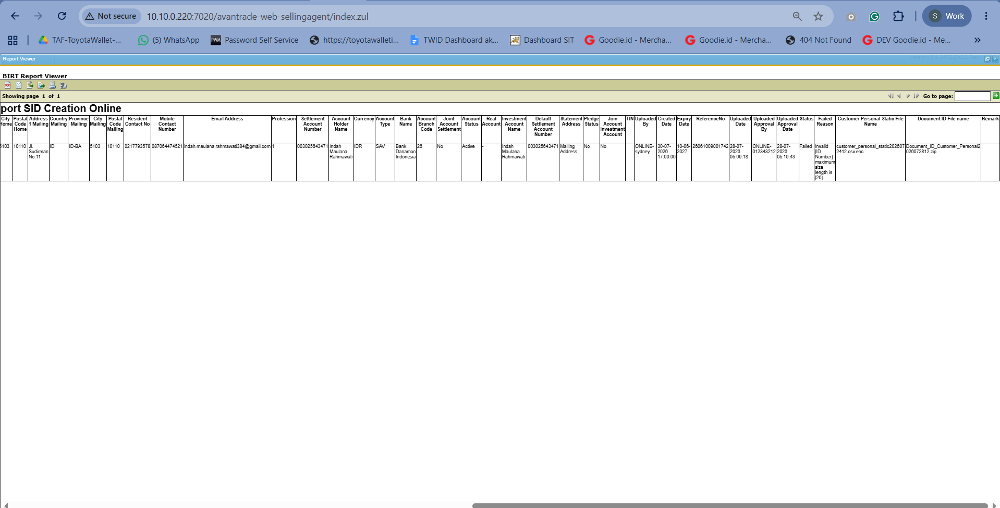 Not secure 10.10.0.220:7020/avantrade-web-sellingagent/index.zul S Work
TAF-ToyotaWallet-... (5) WhatsApp PWM Password Self Service https://toyotawalleti... TWID Dashboard ak... Dashboard SIT Goodie.id - Mercha... Goodie.id - Mercha... 404 Not Found DEV Goodie.id - Me... »
Report Viewer
BIRT Report Viewer
Showing page 1 of 1 Go to page:
port SID Creation Online
City Home
Postal Code Home
Address 1 Mailing
Country Mailing
Province Mailing
City Mailing
Postal Code Mailing
Resident Contact No
Mobile Contact Number
Email Address
Profession
Settlement Account Number
Account Holder Name
Currency
Account Type
Bank Name
Account Branch Code
Joint Account Settlement
Account Status
Real Account
Investment Account Name
Default Settlement Account Number
Statement Address
Pledge Status
Join Account Investment Account
TIN
Uploaded By
Created Date
Expiry Date
ReferenceNo
Uploaded Date
Uploaded Approval By
Uploaded Approval Date
Status
Failed Reason
Customer Personal Static File Name
Document ID File name
Remark
5103
10110
Jl. Sudirman No.11
ID
ID-BA
5103
10110
0217793578
087064474521
indah.maulana.rahmawati384@gmail.com
1
003025643471
Indah Maulana Rahmawati
IDR
SAV
Bank Danamon Indonesia
26
No
Active
-
Indah Maulana Rahmawati
003025643471
Mailing Address
No
No
ONLINE-sydney
30-07-2026 17:00:00
10-06-2027
26061009001742
28-07-2026 05:09:18
ONLINE-012343212
28-07-2026 05:10:43
Failed
Invalid [ID Number] maximum size length is [20].
customer_personal_static20260722412.csv.enc
Document_ID_Customer_Personal2026072812.zip